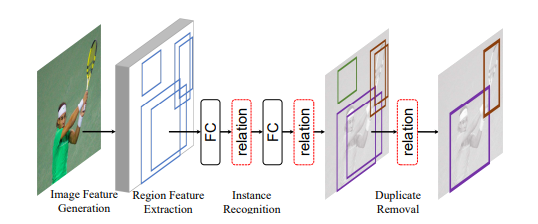 FC
relation
FC
relation
relation
Image Feature
Generation
Region Feature
Extraction
Instance
Recognition
Duplicate
Removal